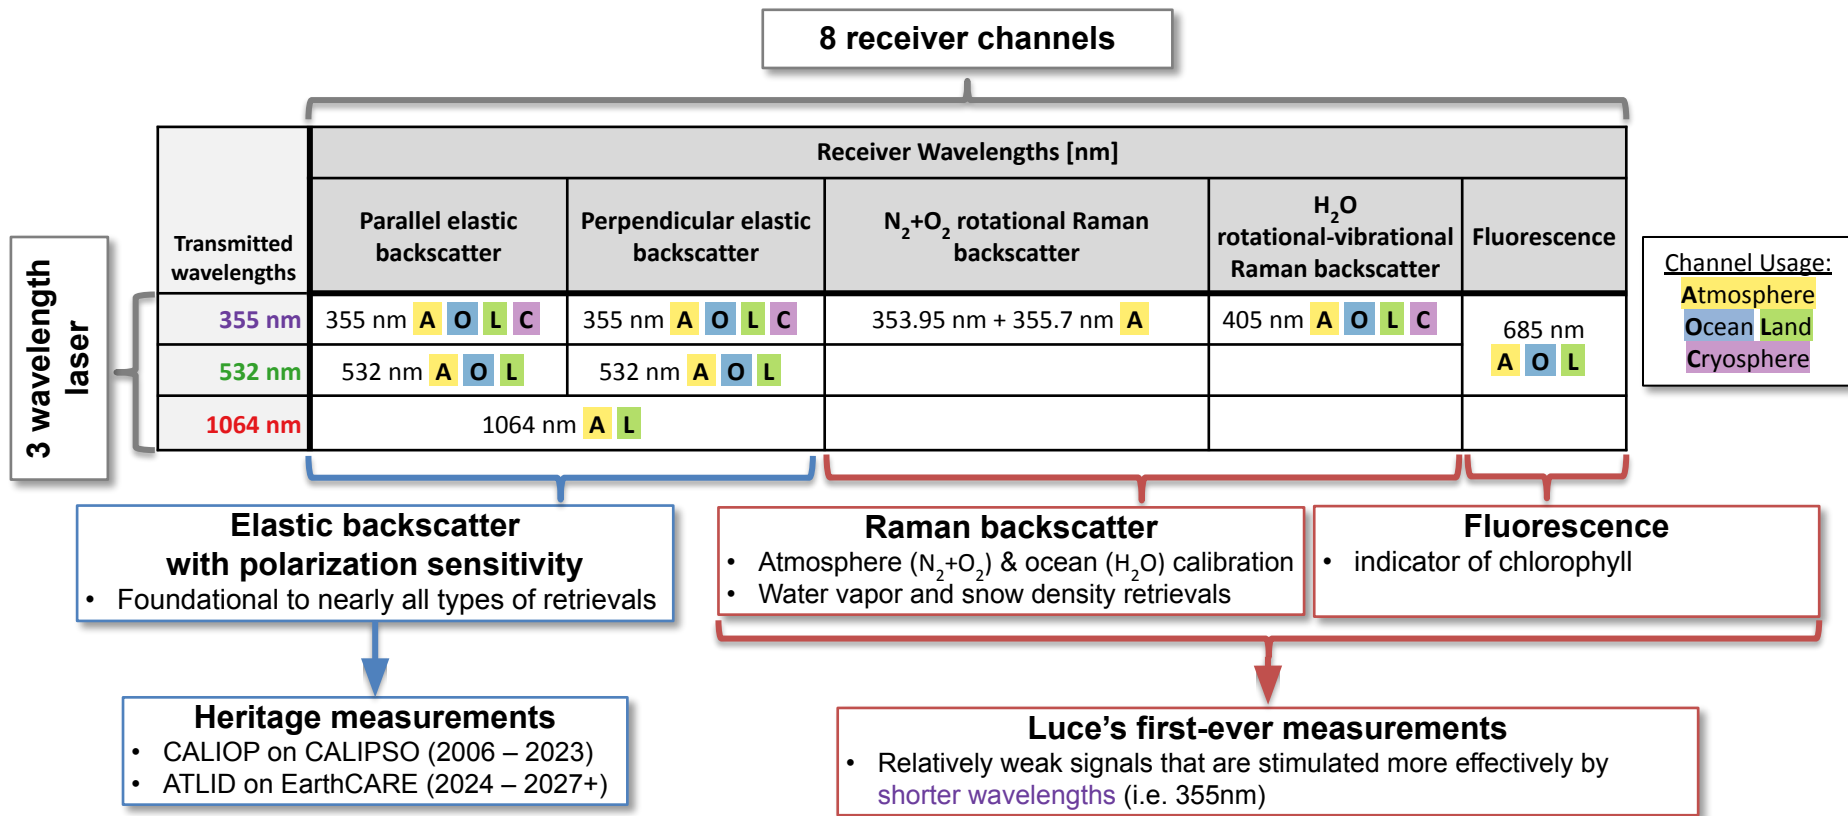 8 receiver channels
3 wavelength
laser
Transmitted
wavelengths
Receiver Wavelengths [nm]
Parallel elastic
backscatter
Perpendicular elastic
backscatter
N₂+O₂ rotational Raman
backscatter
H₂O
rotational-vibrational
Raman backscatter
Fluorescence
355 nm
355 nm A O L C
355 nm A O L C
353.95 nm + 355.7 nm A
405 nm A O L C
685 nm
A O L
532 nm
532 nm A O L
532 nm A O L
1064 nm
1064 nm A L
Channel Usage:
Atmosphere
Ocean Land
Cryosphere
Elastic backscatter
with polarization sensitivity
• Foundational to nearly all types of retrievals
Raman backscatter
• Atmosphere (N₂+O₂) & ocean (H₂O) calibration
• Water vapor and snow density retrievals
Fluorescence
• indicator of chlorophyll
Heritage measurements
• CALIOP on CALIPSO (2006 – 2023)
• ATLID on EarthCARE (2024 – 2027+)
Luce's first-ever measurements
• Relatively weak signals that are stimulated more effectively by
shorter wavelengths (i.e. 355nm)